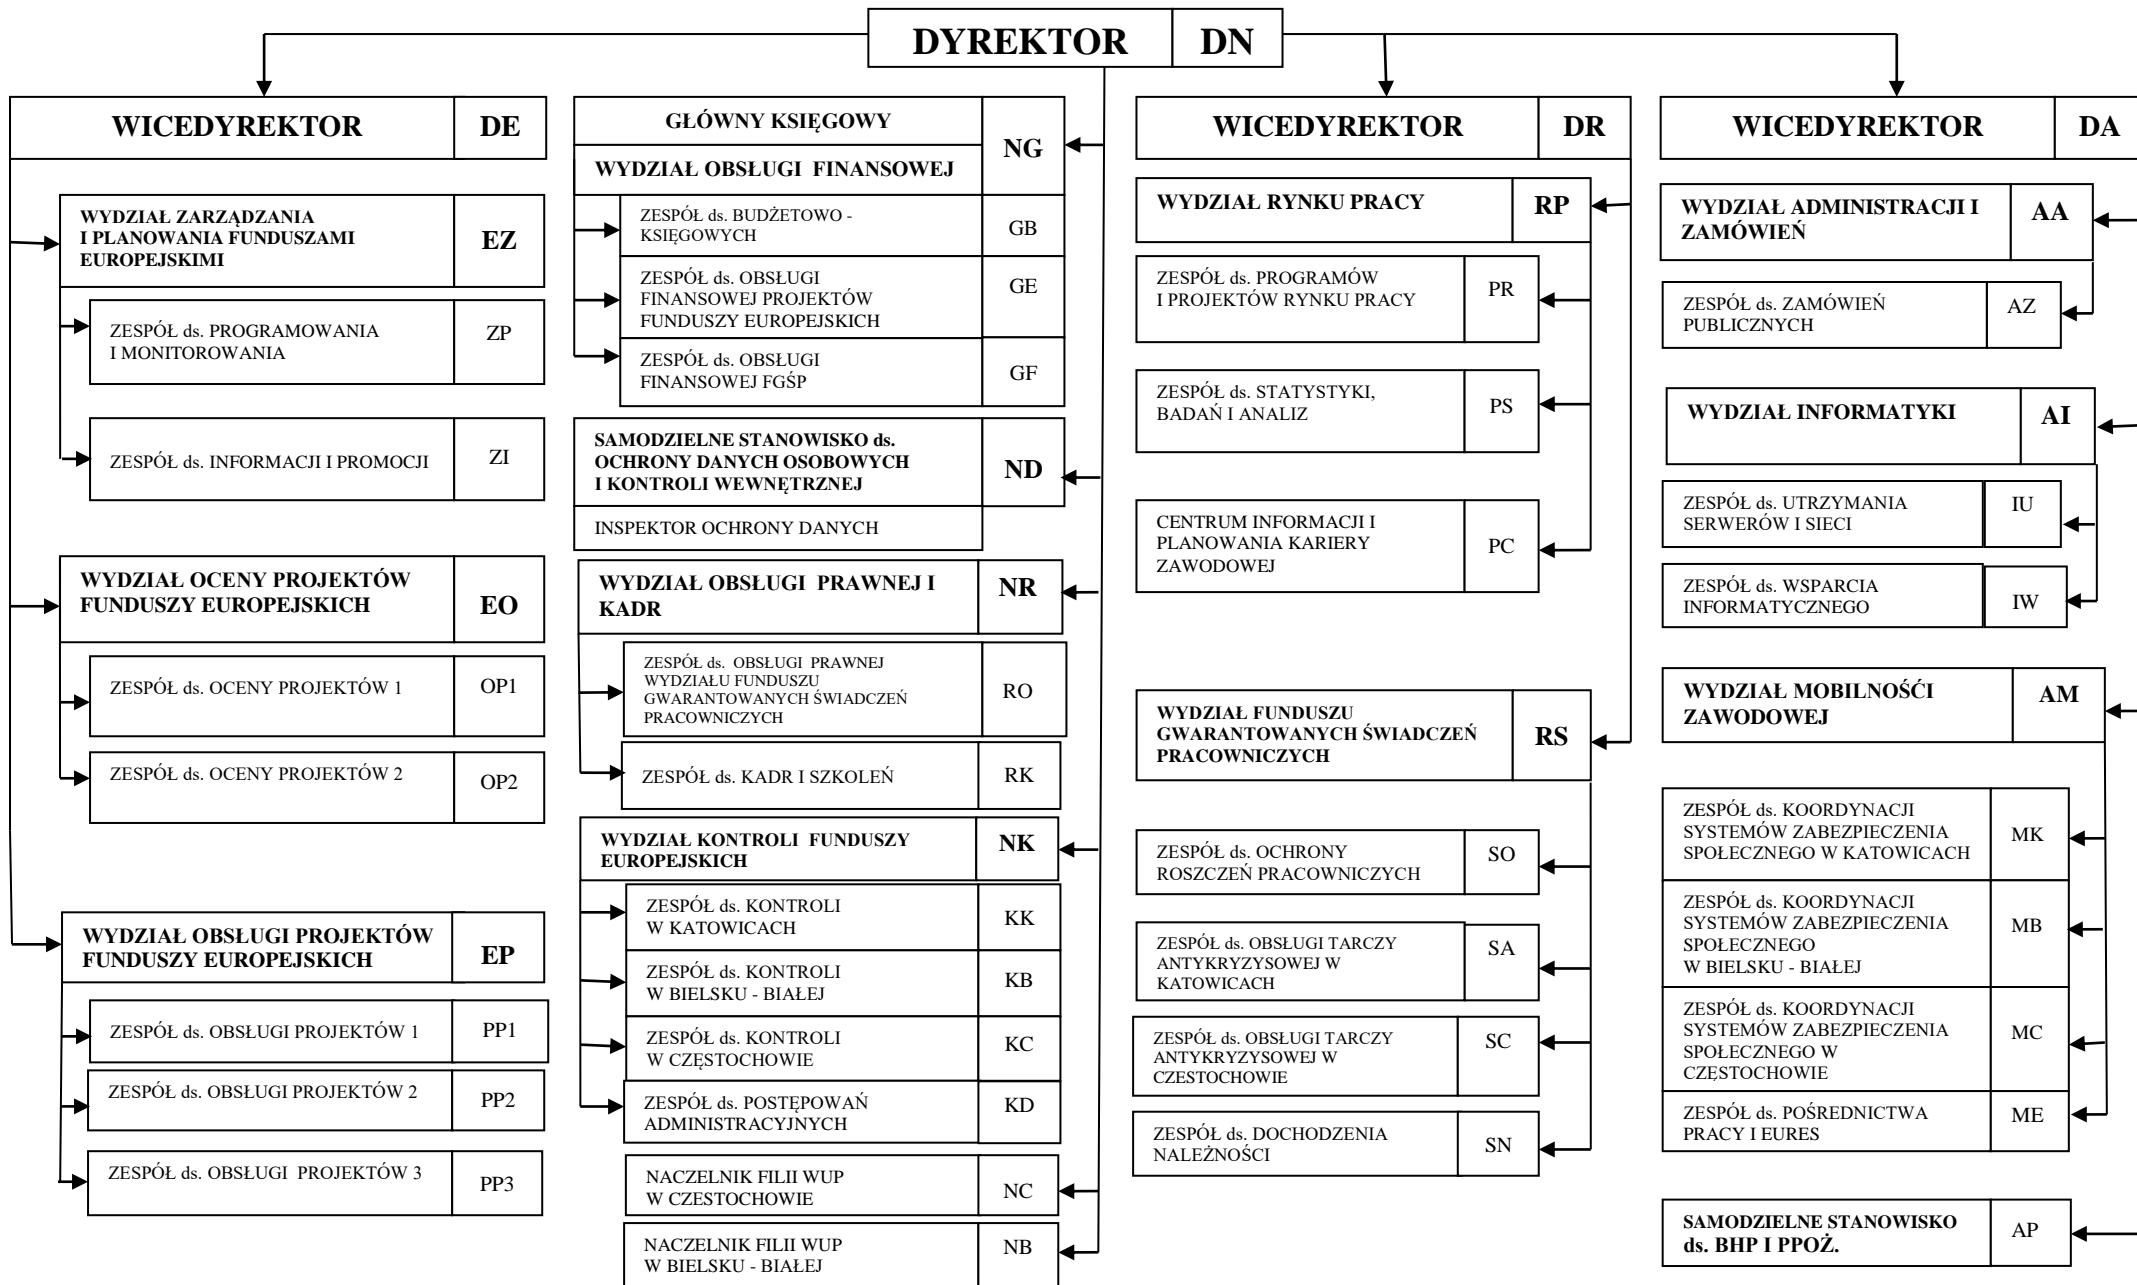 DYREKTOR DN
WICEDYREKTOR DE
WYDZIAŁ ZARZĄDZANIA
I PLANOWANIA FUNDUSZAMI
EUROPEJSKIMI
EZ
ZESPÓŁ ds. PROGRAMOWANIA
I MONITOROWANIA
ZP
ZESPÓŁ ds. INFORMACJI I PROMOCJI ZI
WYDZIAŁ OCENY PROJEKTÓW
FUNDUSZY EUROPEJSKICH
EO
ZESPÓŁ ds. OCENY PROJEKTÓW 1 OP1
ZESPÓŁ ds. OCENY PROJEKTÓW 2 OP2
WYDZIAŁ OBSŁUGI PROJEKTÓW
FUNDUSZY EUROPEJSKICH
EP
ZESPÓŁ ds. OBSŁUGI PROJEKTÓW 1 PP1
ZESPÓŁ ds. OBSŁUGI PROJEKTÓW 2 PP2
ZESPÓŁ ds. OBSŁUGI PROJEKTÓW 3 PP3
GŁÓWNY KSIĘGOWY
NG
WYDZIAŁ OBSŁUGI FINANSOWEJ
ZESPÓŁ ds. BUDŻETOWO -
KSIĘGOWYCH
GB
ZESPÓŁ ds. OBSŁUGI
FINANSOWEJ PROJEKTÓW
FUNDUSZY EUROPEJSKICH
GE
ZESPÓŁ ds. OBSŁUGI
FINANSOWEJ FGŚP
GF
SAMODZIELNE STANOWISKO ds.
OCHRONY DANYCH OSOBOWYCH
I KONTROLI WEWNĘTRZNEJ
ND
INSPEKTOR OCHRONY DANYCH
WYDZIAŁ OBSŁUGI PRAWNEJ I
KADR
NR
ZESPÓŁ ds. OBSŁUGI PRAWNEJ
WYDZIAŁU FUNDUSZU
GWARANTOWANYCH ŚWIADCZEŃ
PRACOWNICZYCH
RO
ZESPÓŁ ds. KADR I SZKOLEŃ RK
WYDZIAŁ KONTROLI FUNDUSZY
EUROPEJSKICH
NK
ZESPÓŁ ds. KONTROLI
W KATOWICACH
KK
ZESPÓŁ ds. KONTROLI
W BIELSKU - BIAŁEJ
KB
ZESPÓŁ ds. KONTROLI
W CZĘSTOCHOWIE
KC
ZESPÓŁ ds. POSTĘPOWAŃ
ADMINISTRACYJNYCH
KD
NACZELNIK FILII WUP
W CZESTOCHOWIE
NC
NACZELNIK FILII WUP
W BIELSKU - BIAŁEJ
NB
WICEDYREKTOR DR
WYDZIAŁ RYNKU PRACY RP
ZESPÓŁ ds. PROGRAMÓW
I PROJEKTÓW RYNKU PRACY
PR
ZESPÓŁ ds. STATYSTYKI,
BADAŃ I ANALIZ
PS
CENTRUM INFORMACJI I
PLANOWANIA KARIERY
ZAWODOWEJ
PC
WYDZIAŁ FUNDUSZU
GWARANTOWANYCH ŚWIADCZEŃ
PRACOWNICZYCH
RS
ZESPÓŁ ds. OCHRONY
ROSZCZEŃ PRACOWNICZYCH
SO
ZESPÓŁ ds. OBSŁUGI TARCZY
ANTYKRYZYSOWEJ W
KATOWICACH
SA
ZESPÓŁ ds. OBSŁUGI TARCZY
ANTYKRYZYSOWEJ W
CZESTOCHOWIE
SC
ZESPÓŁ ds. DOCHODZENIA
NALEŻNOŚCI
SN
WICEDYREKTOR DA
WYDZIAŁ ADMINISTRACJI I
ZAMÓWIEŃ
AA
ZESPÓŁ ds. ZAMÓWIEŃ
PUBLICZNYCH
AZ
WYDZIAŁ INFORMATYKI AI
ZESPÓŁ ds. UTRZYMANIA
SERWERÓW I SIECI
IU
ZESPÓŁ ds. WSPARCIA
INFORMATYCZNEGO
IW
WYDZIAŁ MOBILNOŚĆI
ZAWODOWEJ
AM
ZESPÓŁ ds. KOORDYNACJI
SYSTEMÓW ZABEZPIECZENIA
SPOŁECZNEGO W KATOWICACH
MK
ZESPÓŁ ds. KOORDYNACJI
SYSTEMÓW ZABEZPIECZENIA
SPOŁECZNEGO
W BIELSKU - BIAŁEJ
MB
ZESPÓŁ ds. KOORDYNACJI
SYSTEMÓW ZABEZPIECZENIA
SPOŁECZNEGO W
CZĘSTOCHOWIE
MC
ZESPÓŁ ds. POŚREDNICTWA
PRACY I EURES
ME
SAMODZIELNE STANOWISKO
ds. BHP I PPOŻ.
AP